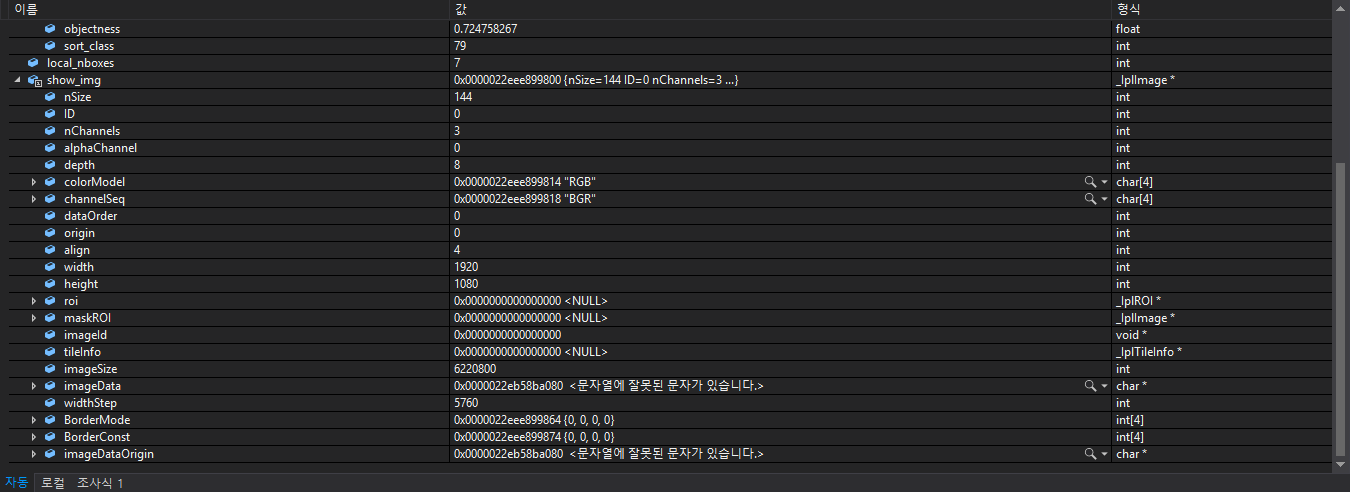 이름 값 형식
objectness 0.724758267 float
sort_class 79 int
local_nboxes 7 int
show_img 0x0000022eee899800 {nSize=144 ID=0 nChannels=3 ...} _IplImage *
nSize 144 int
ID 0 int
nChannels 3 int
alphaChannel 0 int
depth 8 int
colorModel 0x0000022eee899814 "RGB" char[4]
channelSeq 0x0000022eee899818 "BGR" char[4]
dataOrder 0 int
origin 0 int
align 4 int
width 1920 int
height 1080 int
roi 0x0000000000000000 <NULL> _IplROI *
maskROI 0x0000000000000000 <NULL> _IplImage *
imageId 0x0000000000000000 void *
tileInfo 0x0000000000000000 <NULL> _IplTileInfo *
imageSize 6220800 int
imageData 0x0000022eb58ba080 <문자열에 잘못된 문자가 있습니다.> char *
widthStep 5760 int
BorderMode 0x0000022eee899864 {0, 0, 0, 0} int[4]
BorderConst 0x0000022eee899874 {0, 0, 0, 0} int[4]
imageDataOrigin 0x0000022eb58ba080 <문자열에 잘못된 문자가 있습니다.> char *
자동 로컬 조사식 1